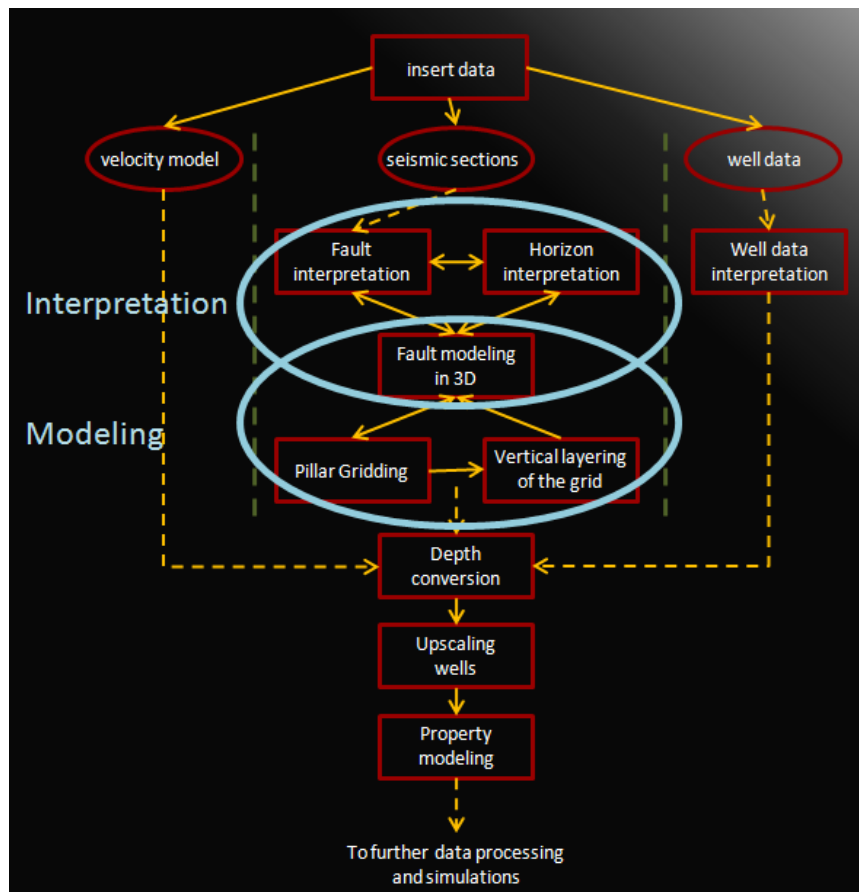 insert data
velocity model
seismic sections
well data
Fault
interpretation
Horizon
interpretation
Well data
interpretation
Interpretation
Fault modeling
in 3D
Modeling
Pillar Gridding
Vertical layering
of the grid
Depth
conversion
Upscaling
wells
Property
modeling
To further data processing
and simulations